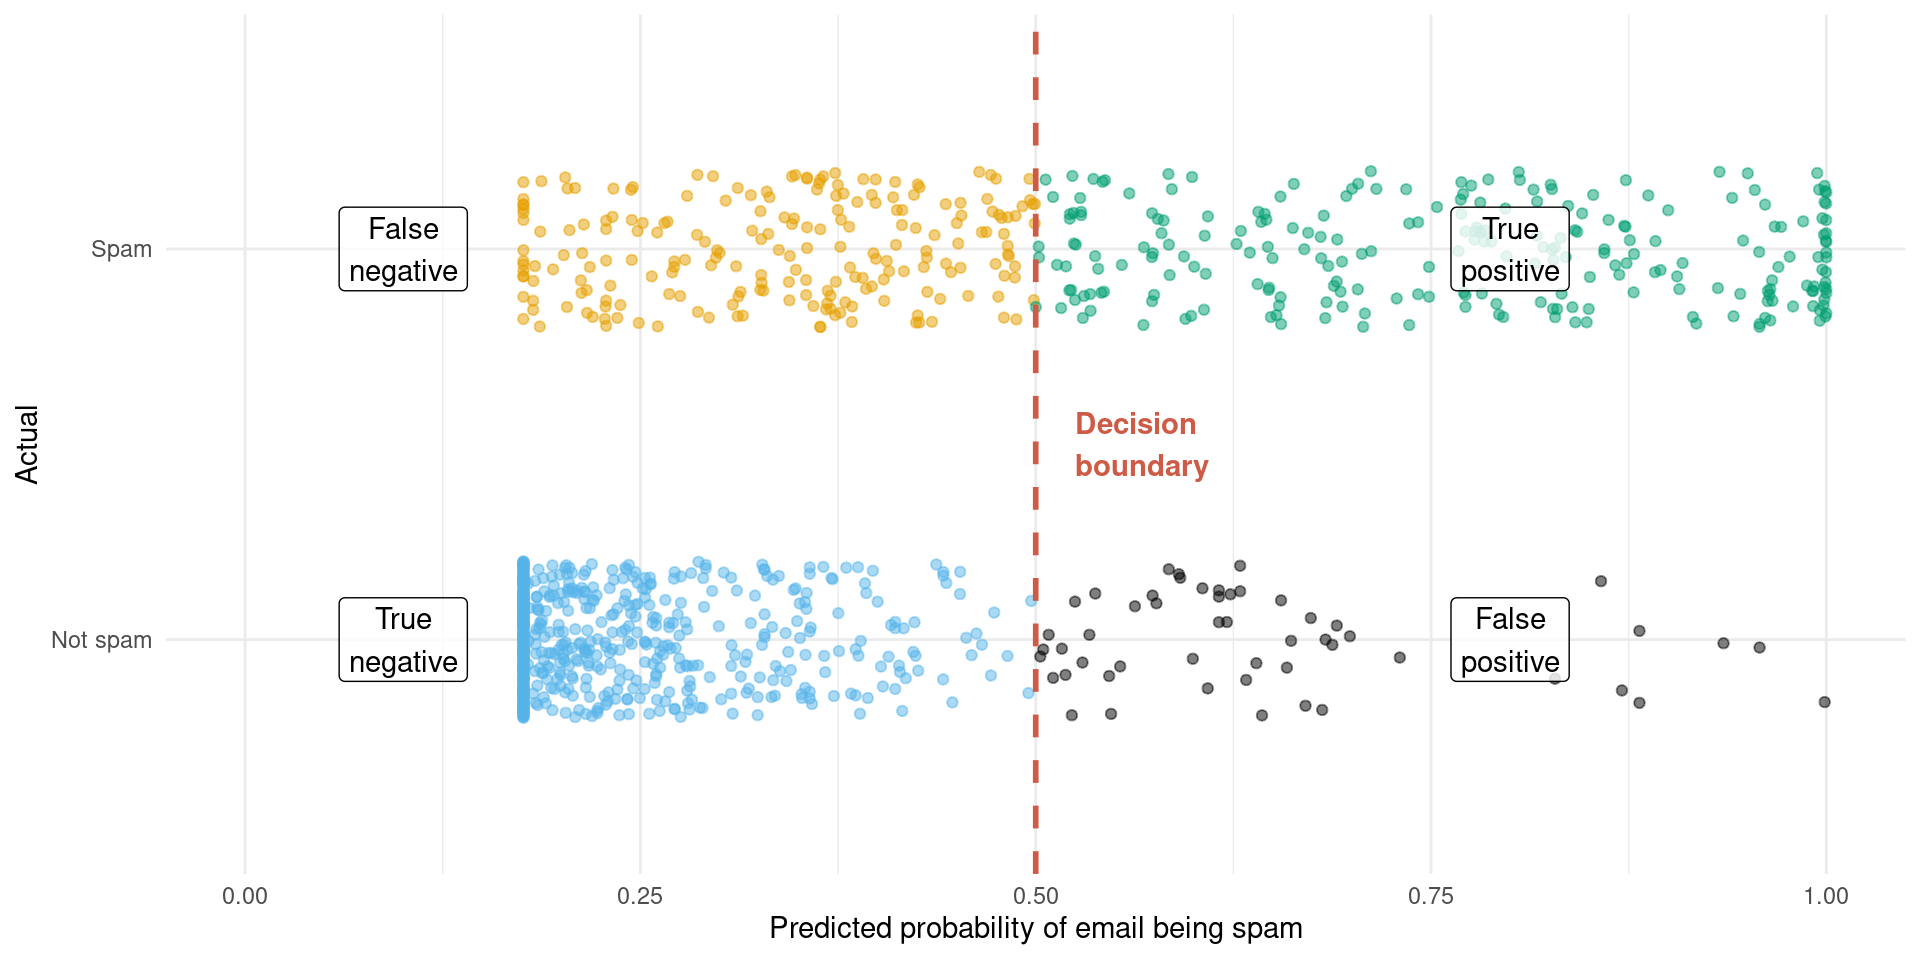 Spam
False
negative
True
positive
Decision
boundary
Actual
Not spam
True
negative
False
positive
0.00
0.25
0.50
0.75
1.00
Predicted probability of email being spam